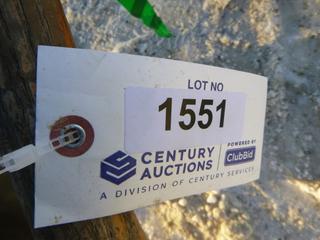 LOT NO
1551
CENTURY
AUCTIONS
POWERED BY
ClubBid
A DIVISION OF CENTURY SERVICES